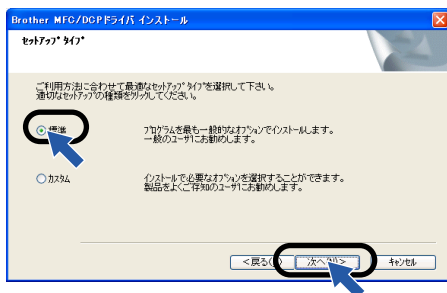 Brother MFC/DCPドライバ インストール
セットアップ タイプ
ご利用方法に合わせて最適なセットアップ タイプを選択して下さい。
適切なセットアップの種類をクリックしてください。
標準
プログラムを最も一般的なオプションでインストールします。
一般のユーザにお勧めします。
カスタム
インストールで必要なオプションを選択することができます。
製品をよくご存知のユーザにお勧めします。
<戻る(
次へ(N)>
キャンセル